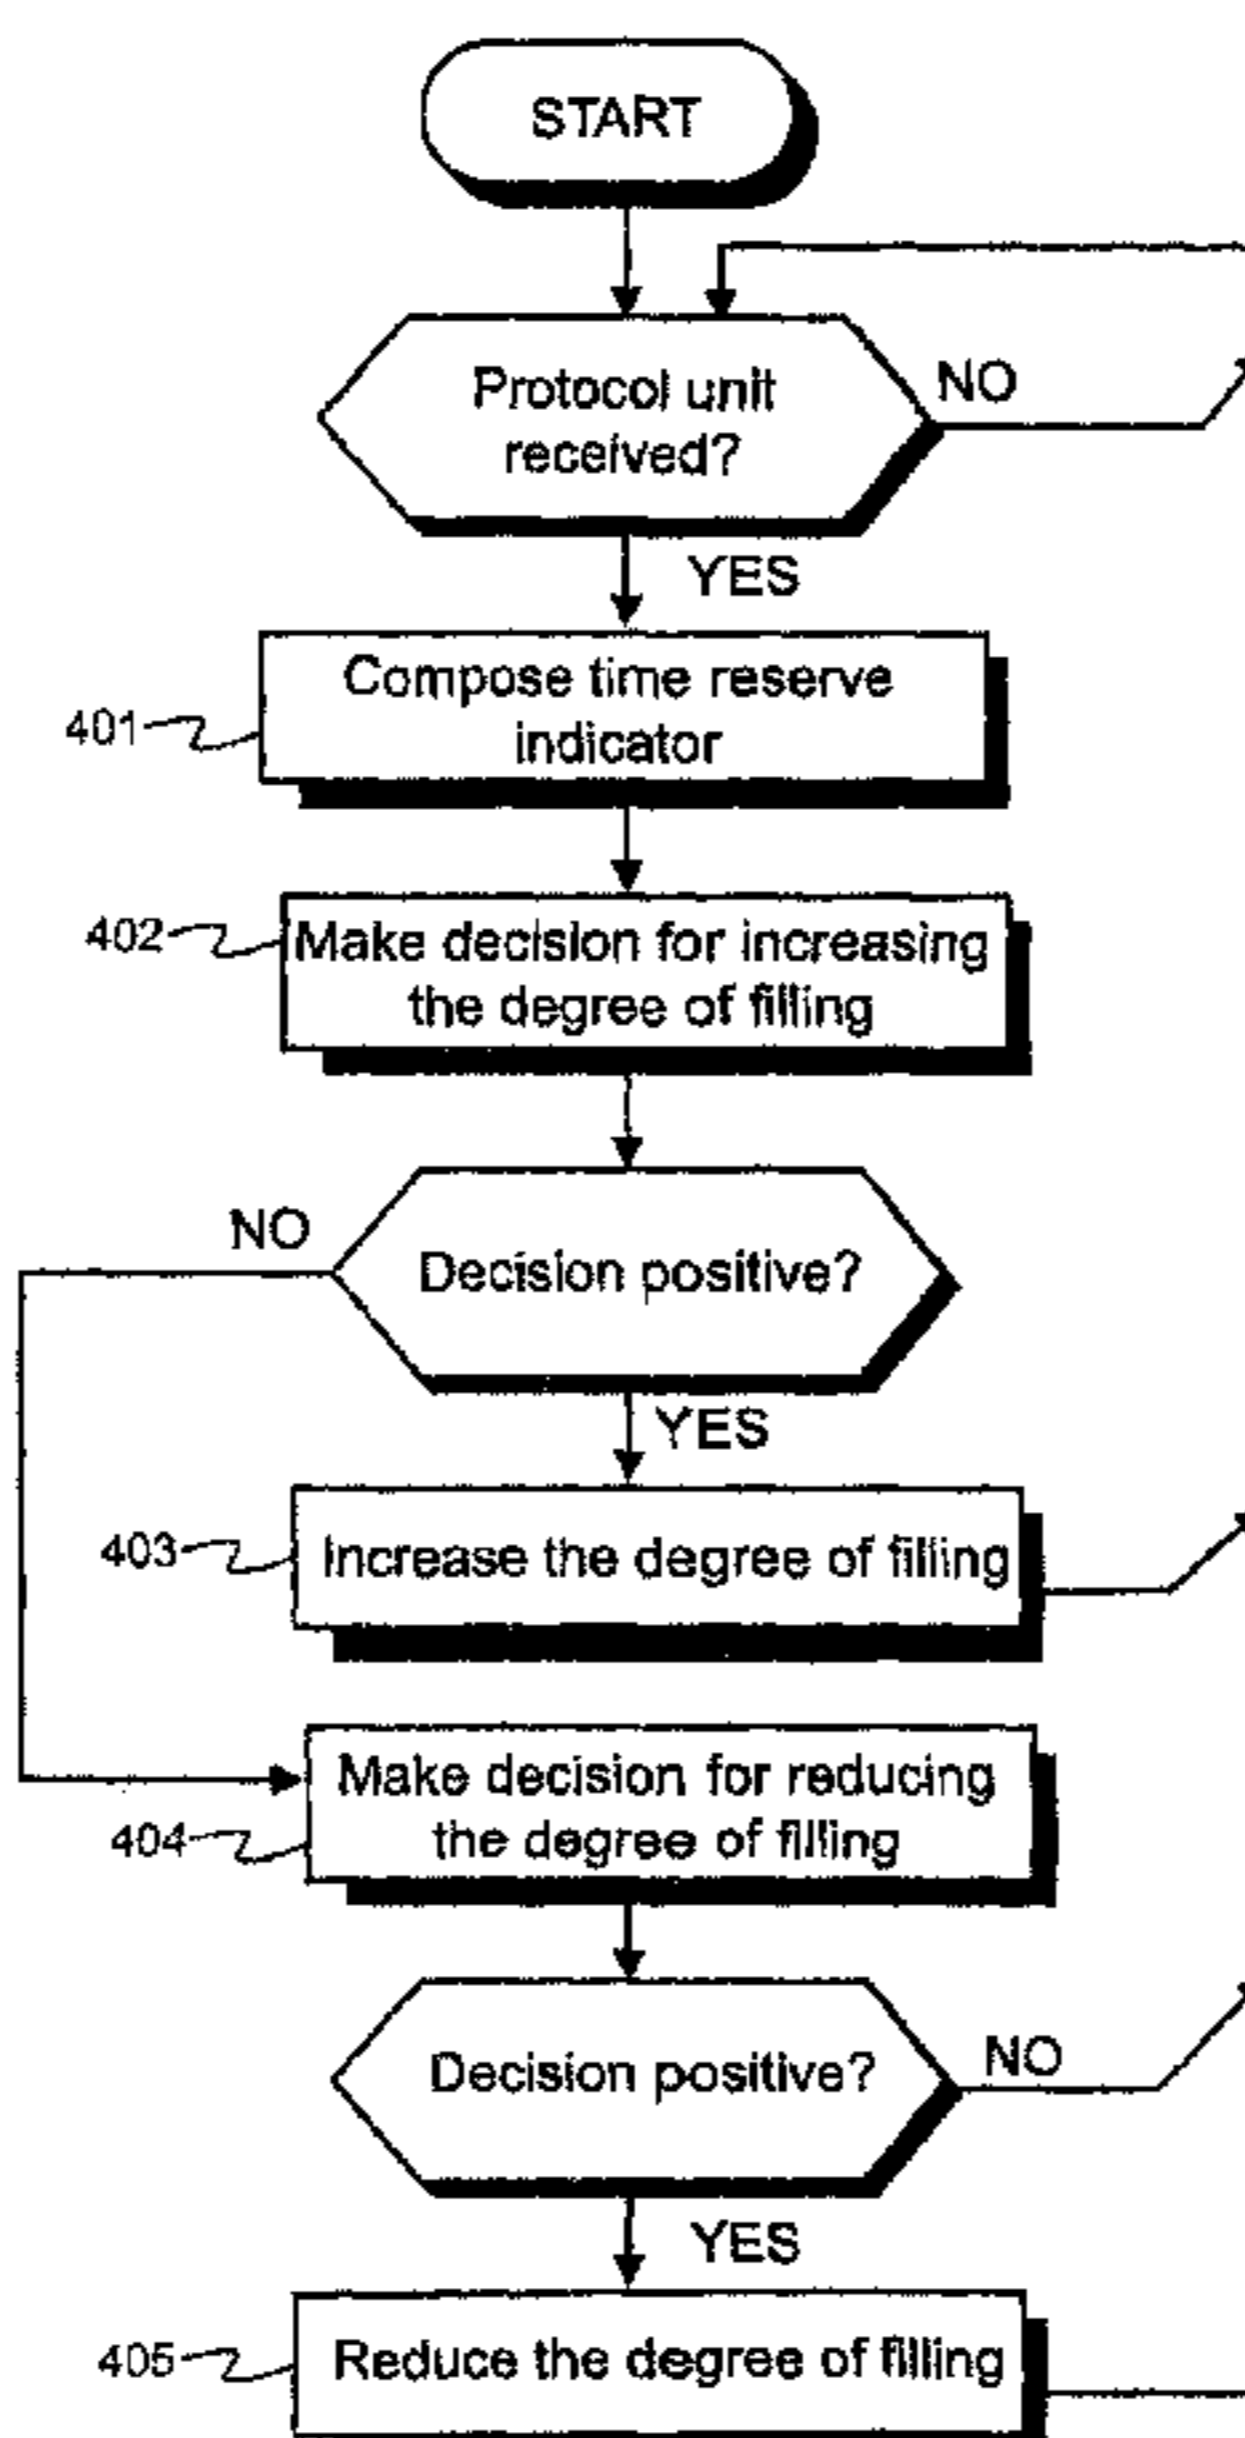 START
Protocol unit
received?
NO
YES
Compose time reserve
indicator
401
402
Make decision for increasing
the degree of filling
NO
Decision positive?
YES
403
Increase the degree of filling
Make decision for reducing
the degree of filling
404
Decision positive?
NO
YES
405
Reduce the degree of filling